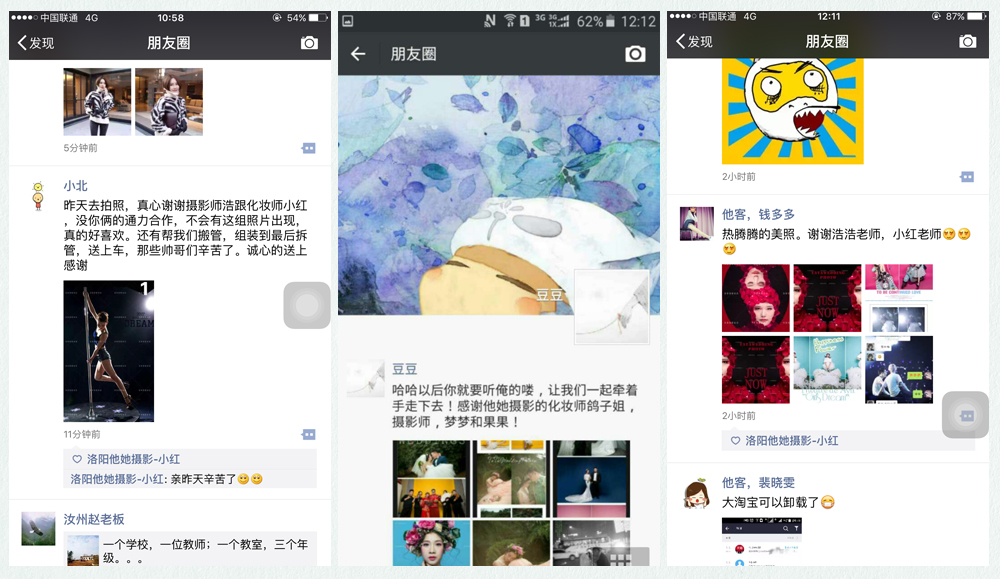 中国联通 4G 10:58 54%
发现 朋友圈
5分钟前
小北
昨天去拍照，真心谢谢摄影师浩跟化妆师小红
，没你俩的通力合作，不会有这组照片出现，
真的好喜欢。还有帮我们搬管，组装到最后拆
管，送上车，那些帅哥们辛苦了。诚心的送上
感谢
1
11分钟前
洛阳他她摄影-小红
洛阳他她摄影-小红: 亲昨天辛苦了
汝州赵老板
一个学校，一位教师；一个教室，三个年
级。。。
3G 3G 1X 62% 12:12
朋友圈
豆豆
豆豆
哈哈以后你就要听俺的喽，让我们一起牵着
手走下去！感谢他她摄影的化妆师鸽子姐，
摄影师，梦梦和果果！
中国联通 4G 12:11 87%
发现 朋友圈
2小时前
他客，钱多多
热腾腾的美照。谢谢浩浩老师，小红老师
JUST
NOW
JUST
NOW
2小时前
洛阳他她摄影-小红
他客，裴晓雯
大淘宝可以卸载了